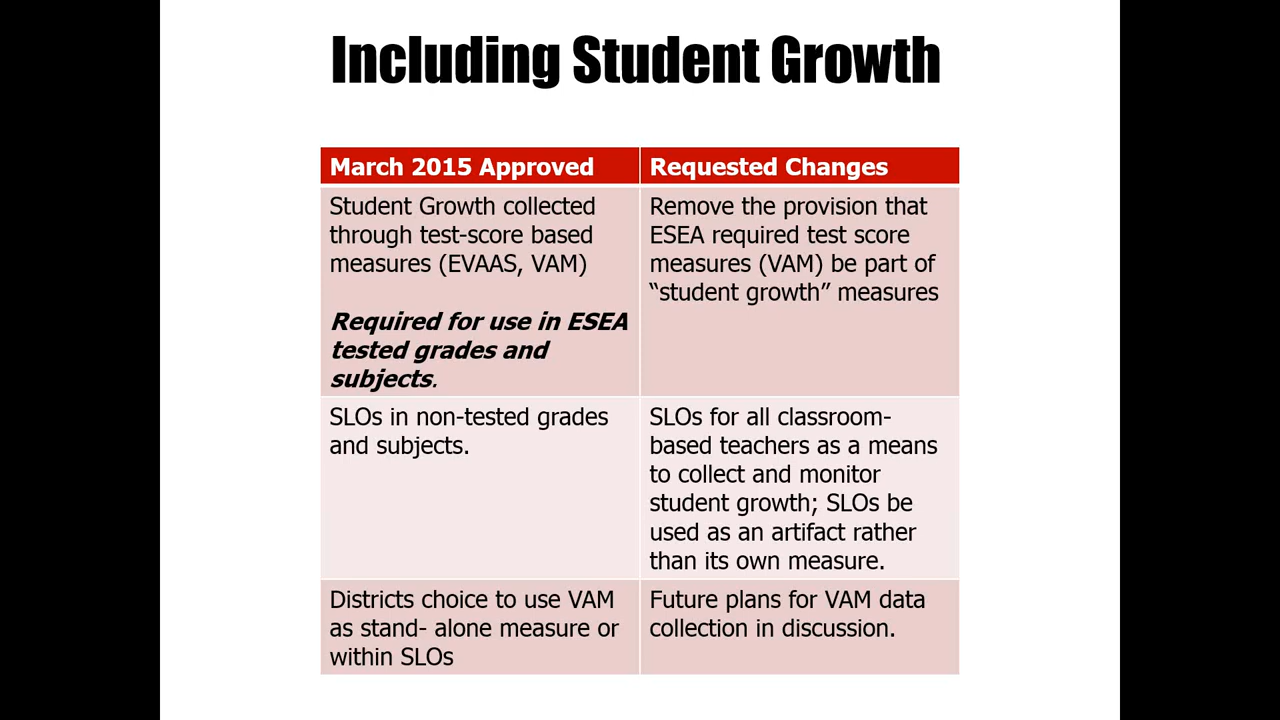 Including Student Growth
March 2015 Approved
Requested Changes
Student Growth collected
through test-score based
measures (EVAAS, VAM)
Required for use in ESEA
tested grades and
subjects.
Remove the provision that
ESEA required test score
measures (VAM) be part of
“student growth” measures
SLOs in non-tested grades
and subjects.
SLOs for all classroom-
based teachers as a means
to collect and monitor
student growth; SLOs be
used as an artifact rather
than its own measure.
Districts choice to use VAM
as stand- alone measure or
within SLOs
Future plans for VAM data
collection in discussion.